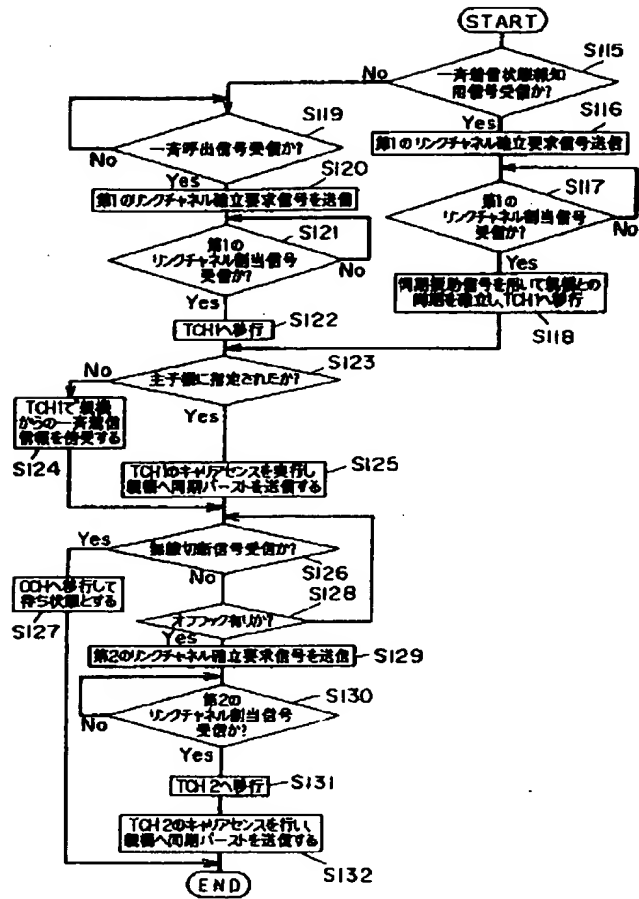 START
S115
一斉着信状態報知
用信号受信か?
No
Yes
S116
第1のリンクチャネル確立要求信号送信
S119
一斉呼出信号受信か?
No
Yes
S120
第1のリンクチャネル確立要求信号を送信
S117
第1の
リンクチャネル割当信号
受信か?
No
Yes
S121
第1の
リンクチャネル割当信号
受信か?
No
Yes
同期補助信号を用いて親機との
同期を確立し、TCH1へ移行
S118
S122
TCH1へ移行
S123
主子機に指定されたか?
No
Yes
TCH1で親機
からの一斉着信
情報を傍受する
S124
TCH1のキャリアセンスを実行し
親機へ同期バーストを送信する
S125
無線切断信号受信か?
Yes
No
S126
CCHへ移行して
待ち状態とする
S127
S128
オフフック有りか?
Yes
第2のリンクチャネル確立要求信号を送信
S129
S130
第2の
リンクチャネル割当信号
受信か?
No
Yes
S131
TCH2へ移行
TCH2のキャリアセンスを行い、
親機へ同期バーストを送信する
S132
END